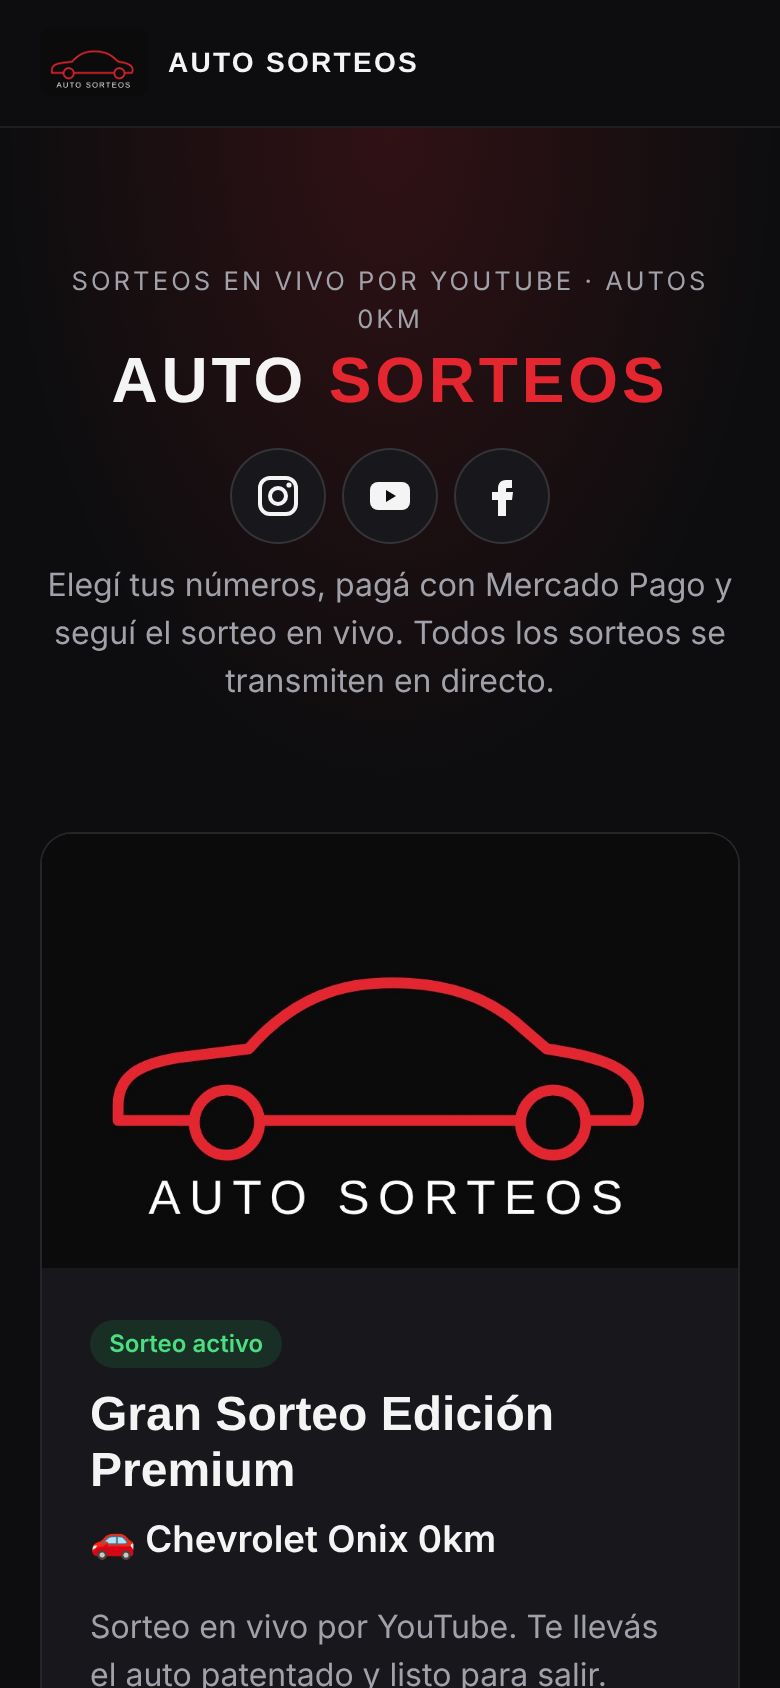 AUTO SORTEOS
AUTO SORTEOS
SORTEOS EN VIVO POR YOUTUBE · AUTOS
0KM
AUTO SORTEOS
Elegí tus números, pagá con Mercado Pago y
seguí el sorteo en vivo. Todos los sorteos se
transmiten en directo.
AUTO SORTEOS
Sorteo activo
Gran Sorteo Edición
Premium
🚗 Chevrolet Onix 0km
Sorteo en vivo por YouTube. Te llevás
el auto patentado y listo para salir.